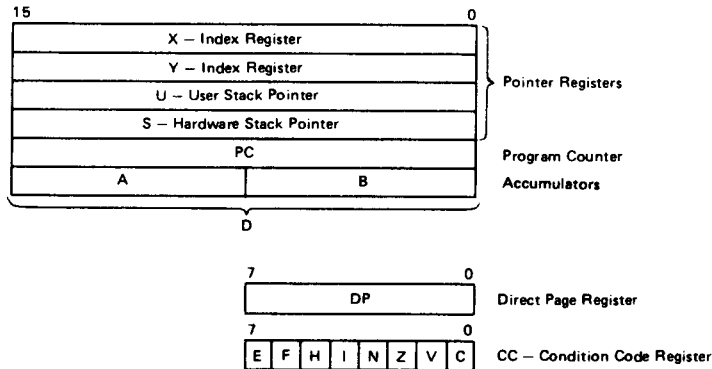 15 0
X – Index Register
Y – Index Register
U – User Stack Pointer
S – Hardware Stack Pointer
Pointer Registers
PC Program Counter
A B Accumulators
D
7 0
DP Direct Page Register
7 0
E F H I N Z V C CC – Condition Code Register